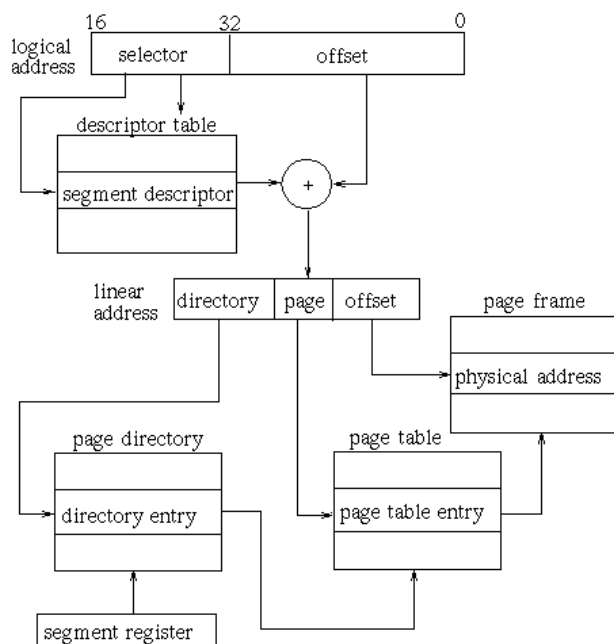 16 32 0
logical address
selector offset
descriptor table
segment descriptor
+
linear address
directory page offset
page frame
physical address
page directory
page table
directory entry
page table entry
segment register